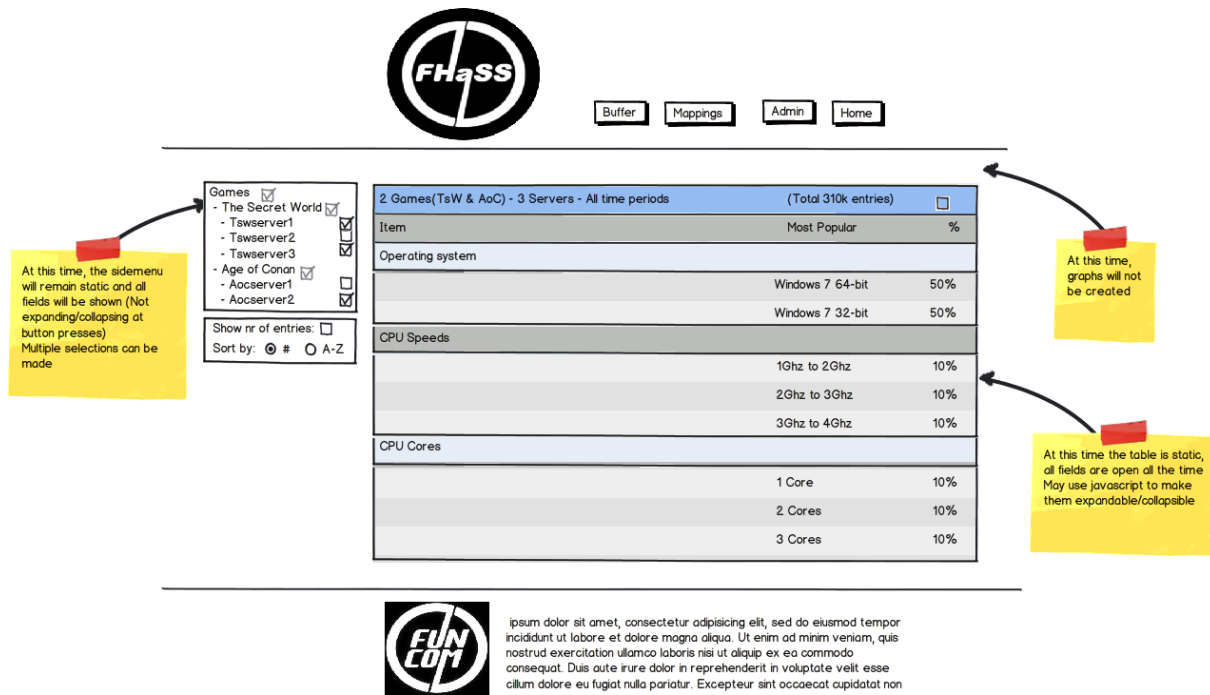 FHaSS
Buffer Mappings Admin Home
Games
- The Secret World
- Tswserver1
- Tswserver2
- Tswserver3
- Age of Conan
- Aocserver1
- Aocserver2
Show nr of entries:
Sort by: # A-Z
2 Games(TsW & AoC) - 3 Servers - All time periods (Total 310k entries)
Item Most Popular %
Operating system
Windows 7 64-bit 50%
Windows 7 32-bit 50%
CPU Speeds
1Ghz to 2Ghz 10%
2Ghz to 3Ghz 10%
3Ghz to 4Ghz 10%
CPU Cores
1 Core 10%
2 Cores 10%
3 Cores 10%
At this time, the sidemenu
will remain static and all
fields will be shown (Not
expanding/collapsing at
button presses)
Multiple selections can be
made
At this time,
graphs will not
be created
At this time the table is static,
all fields are open all the time
May use javascript to make
them expandable/collapsible
FUN
COM
ipsum dolor sit amet, consectetur adipisicing elit, sed do eiusmod tempor
incididunt ut labore et dolore magna aliqua. Ut enim ad minim veniam, quis
nostrud exercitation ullamco laboris nisi ut aliquip ex ea commodo
consequat. Duis aute irure dolor in reprehenderit in voluptate velit esse
cillum dolore eu fugiat nulla pariatur. Excepteur sint occaecat cupidatat non